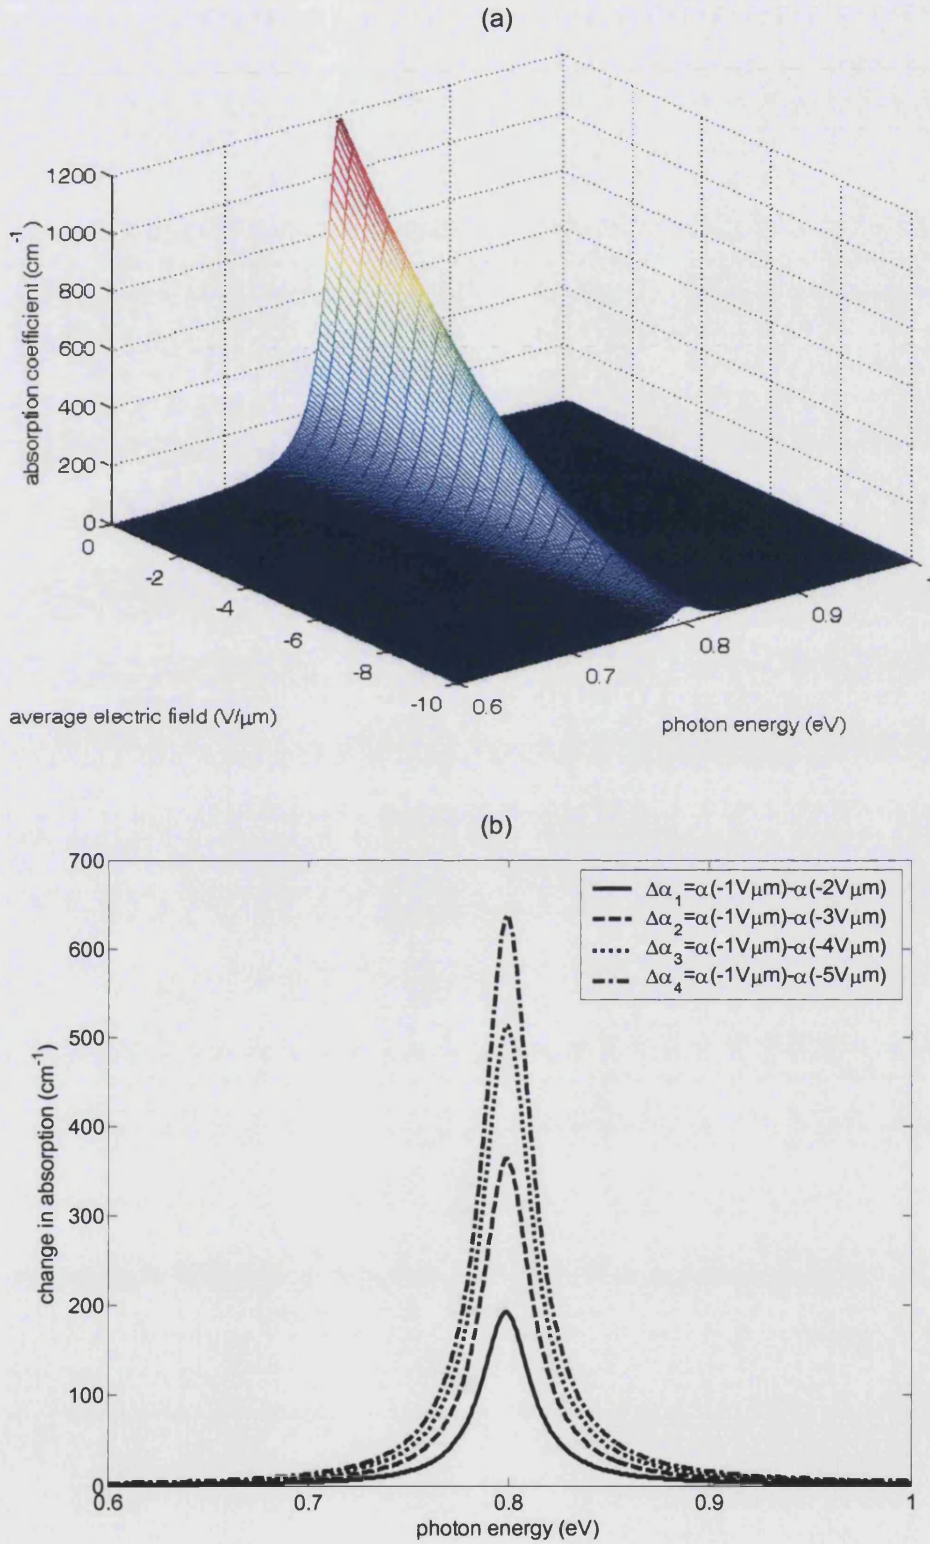 (a)
absorption coefficient (cm-1)
1200
1000
800
600
400
200
0
0
-2
-4
-6
-8
-10
average electric field (V/μm)
0.6
0.7
0.8
0.9
photon energy (eV)
(b)
change in absorption (cm-1)
700
600
500
400
300
200
100
0
0.6
0.7
0.8
0.9
1
photon energy (eV)
Δα1=α(-1Vμm)-α(-2Vμm)
Δα2=α(-1Vμm)-α(-3Vμm)
Δα3=α(-1Vμm)-α(-4Vμm)
Δα4=α(-1Vμm)-α(-5Vμm)